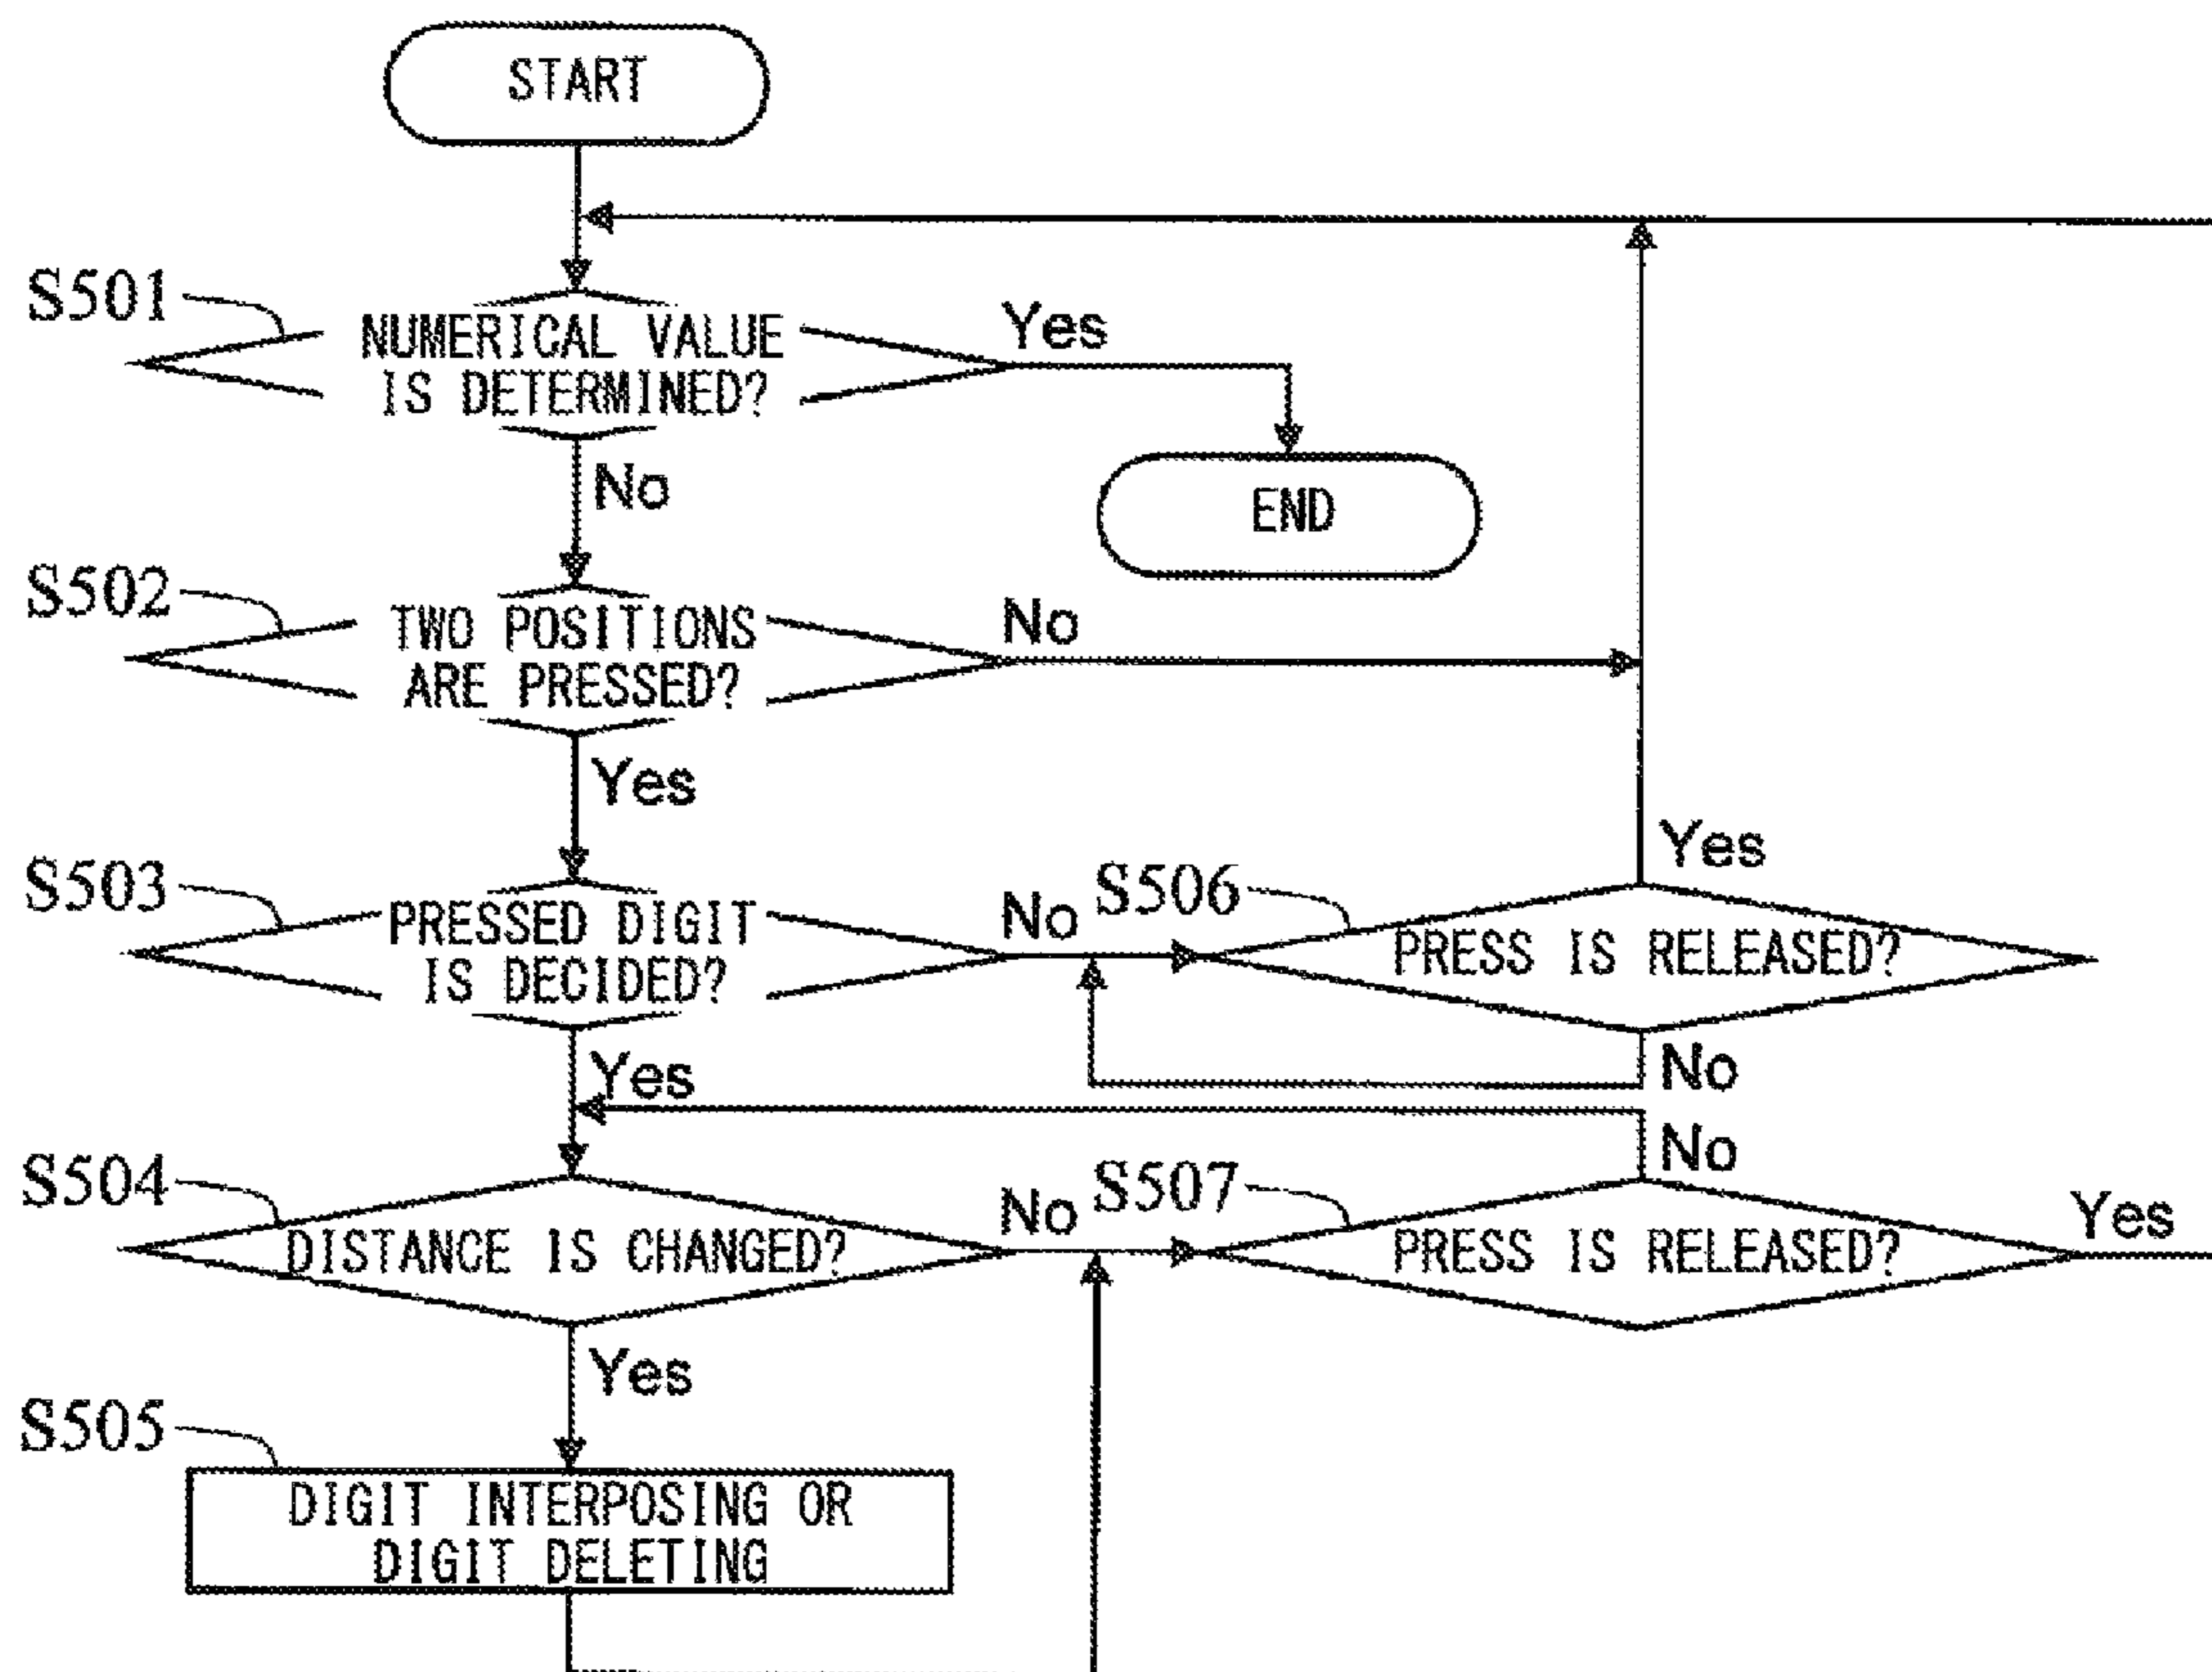 START
S501
NUMERICAL VALUE
IS DETERMINED?
Yes
No
END
S502
TWO POSITIONS
ARE PRESSED?
No
Yes
S503
PRESSED DIGIT
IS DECIDED?
No
Yes
S506
PRESS IS RELEASED?
Yes
No
S504
DISTANCE IS CHANGED?
No
Yes
S507
PRESS IS RELEASED?
No
Yes
S505
DIGIT INTERPOSING OR
DIGIT DELETING